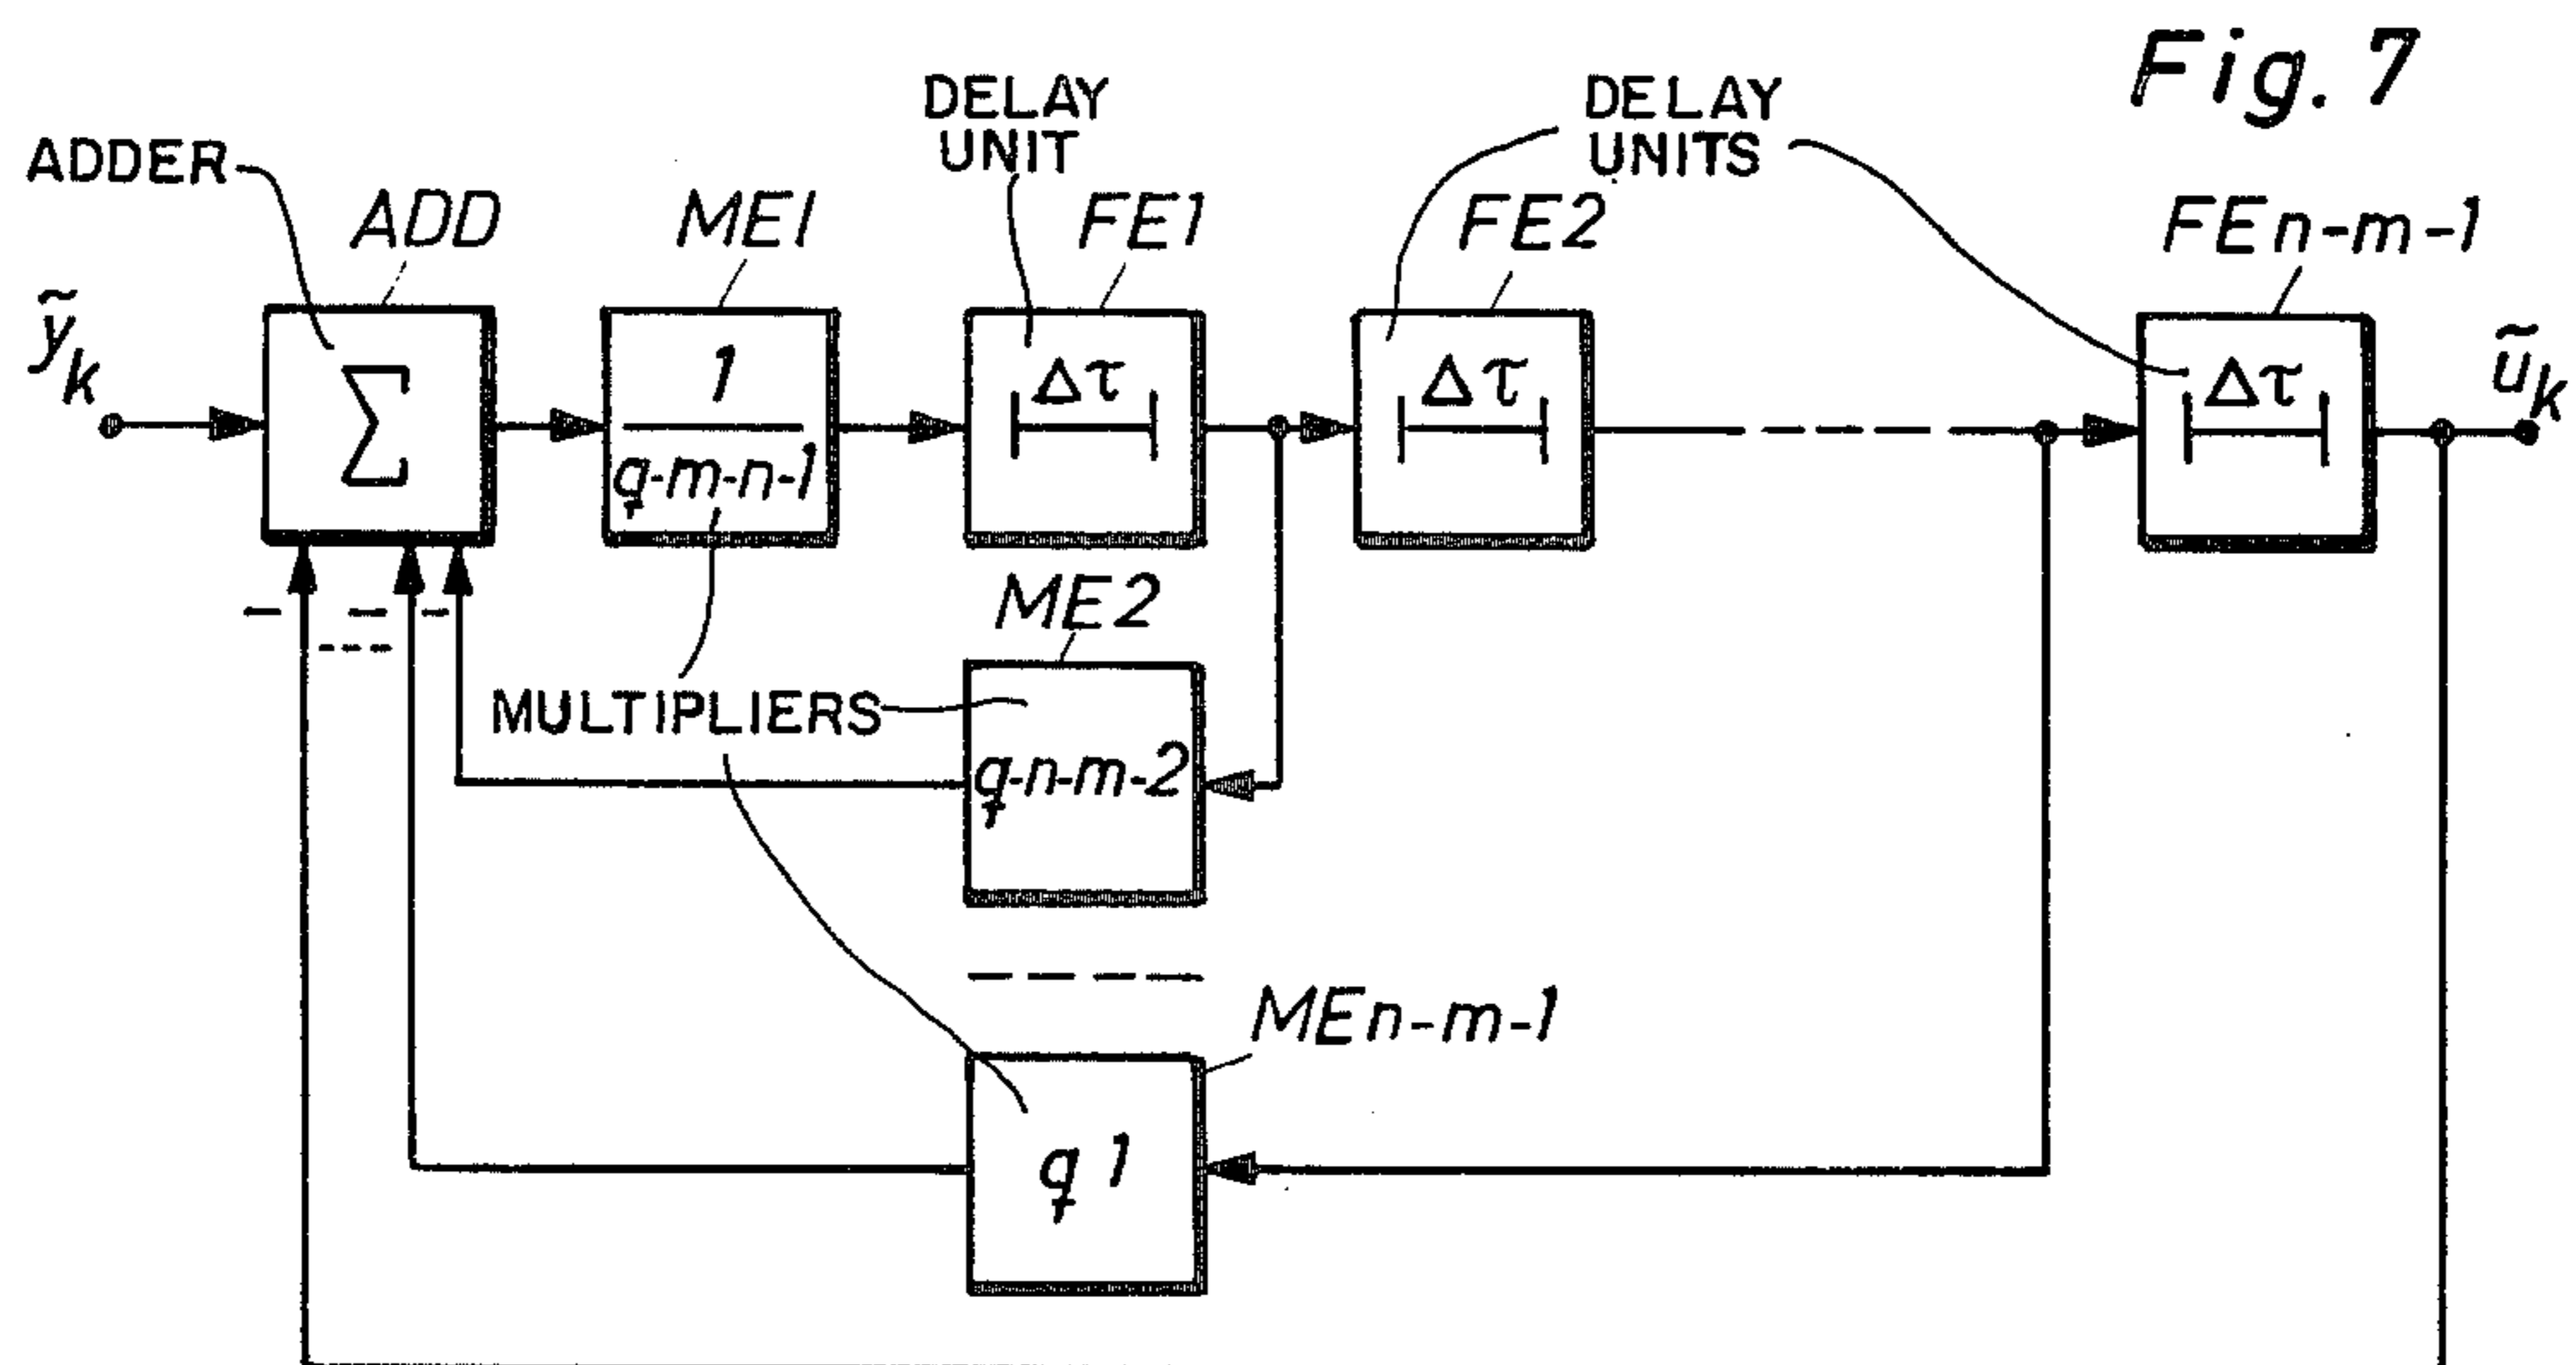 Fig. 7
DELAY
UNIT
DELAY
UNITS
ADDER
ADD
ME1
FE1
FE2
FEn-m-1
ỹk
Σ
1
q-m-n-1
Δτ
Δτ
Δτ
ũk
ME2
MULTIPLIERS
q-n-m-2
MEn-m-1
q1